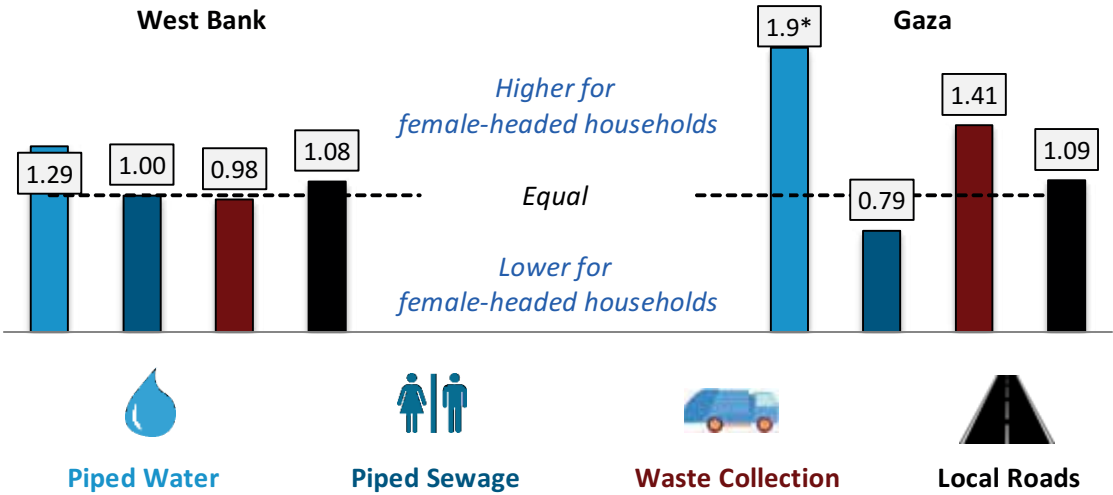 West Bank
Gaza
1.29
1.00
0.98
1.08
Higher for
female-headed households
Equal
Lower for
female-headed households
1.9*
0.79
1.41
1.09
Piped Water
Piped Sewage
Waste Collection
Local Roads